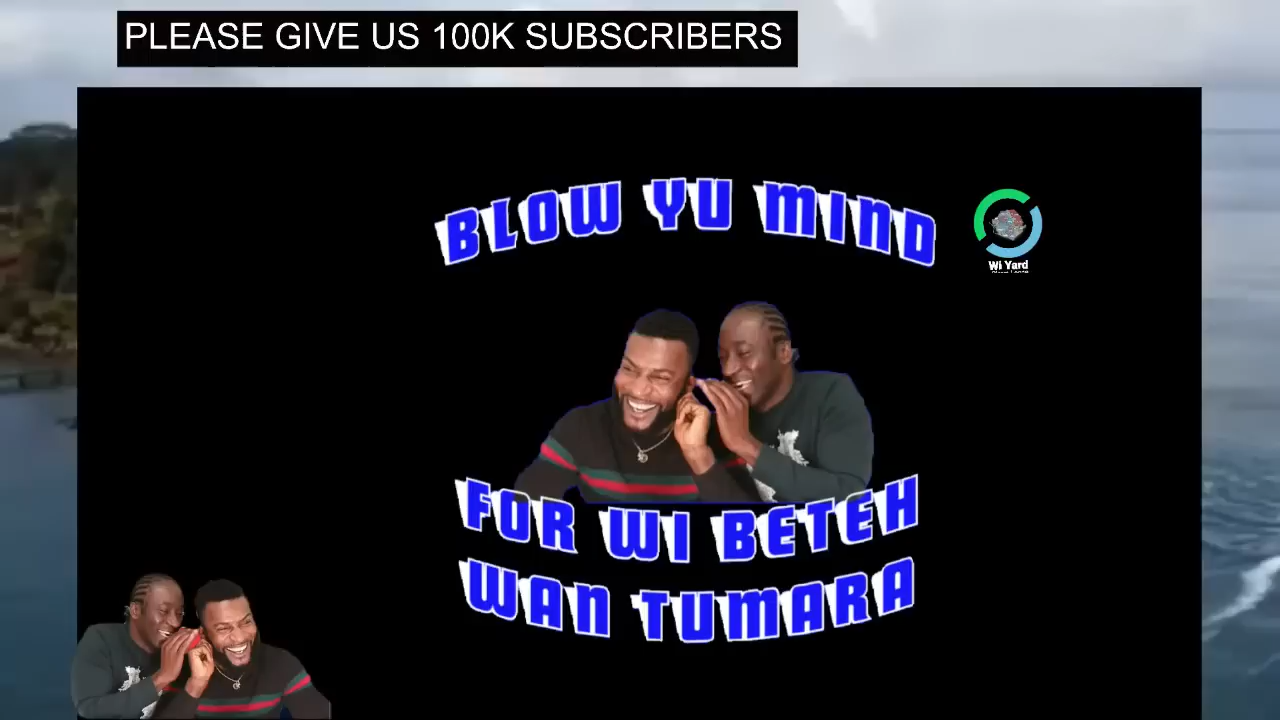 PLEASE GIVE US 100K SUBSCRIBERS
BLOW YU MIND
Wi Yard
FOR WI BETEH
WAN TUMARA